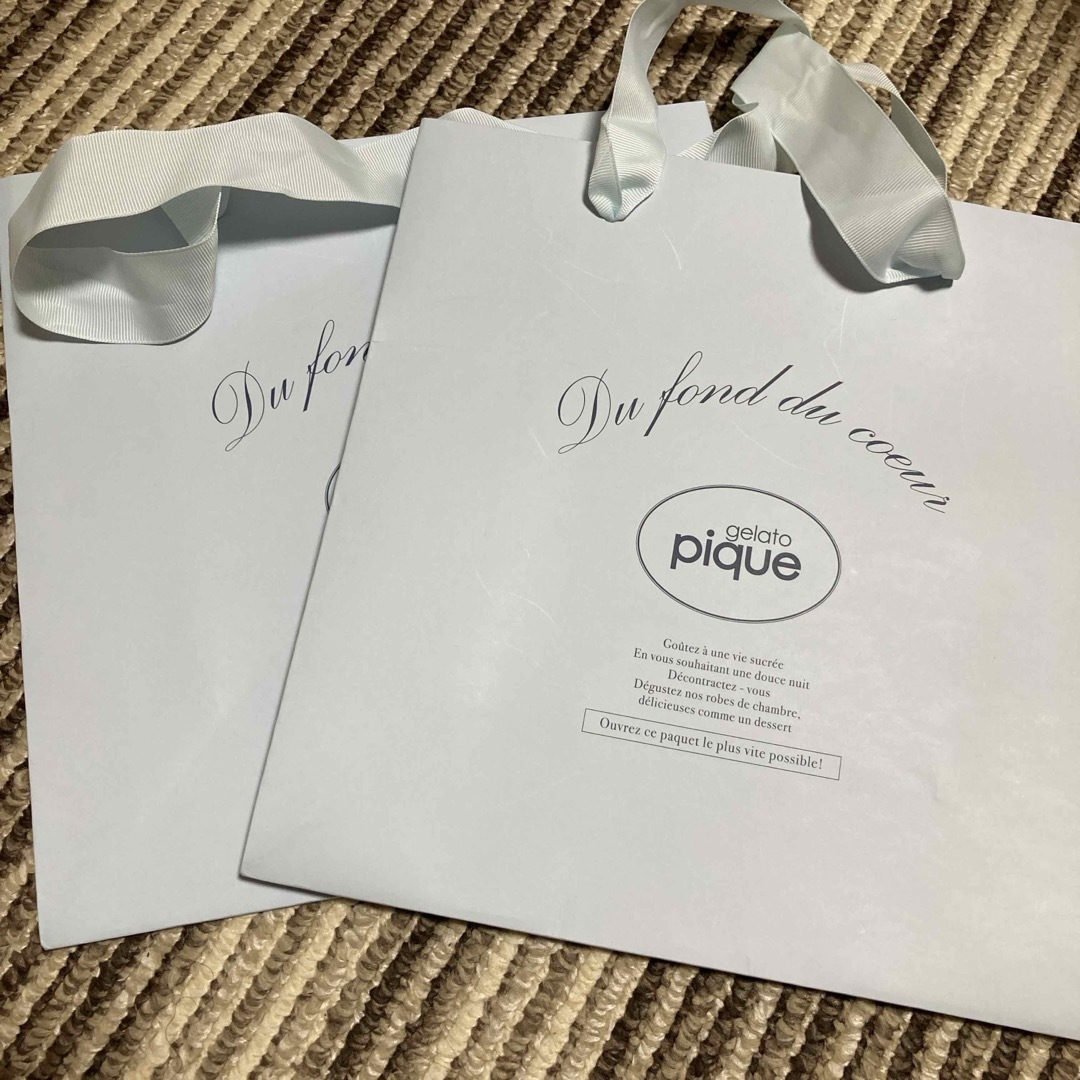 Du fon
Du fond du coeur
gelato
pique
Goûtez à une vie sucrée
En vous souhaitant une douce nuit
Décontractez - vous
Dégustez nos robes de chambre,
délicieuses comme un dessert
Ouvrez ce paquet le plus vite possible!